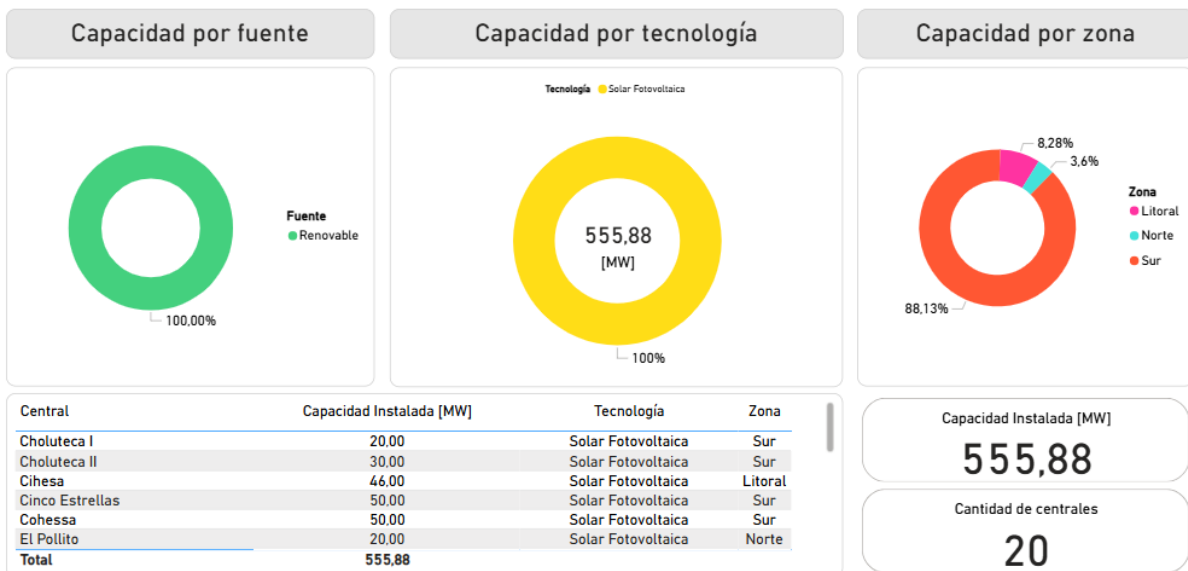 Capacidad por fuente
Capacidad por tecnología
Capacidad por zona
Fuente
Renovable
100,00%
Tecnología Solar Fotovoltaica
555,88
[MW]
100%
8,28%
3,6%
Zona
Litoral
Norte
Sur
88,13%
Central Capacidad Instalada [MW] Tecnología Zona
Choluteca I 20,00 Solar Fotovoltaica Sur
Choluteca II 30,00 Solar Fotovoltaica Sur
Cihesa 46,00 Solar Fotovoltaica Litoral
Cinco Estrellas 50,00 Solar Fotovoltaica Sur
Cohessa 50,00 Solar Fotovoltaica Sur
El Pollito 20,00 Solar Fotovoltaica Norte
Total 555,88
Capacidad Instalada [MW]
555,88
Cantidad de centrales
20